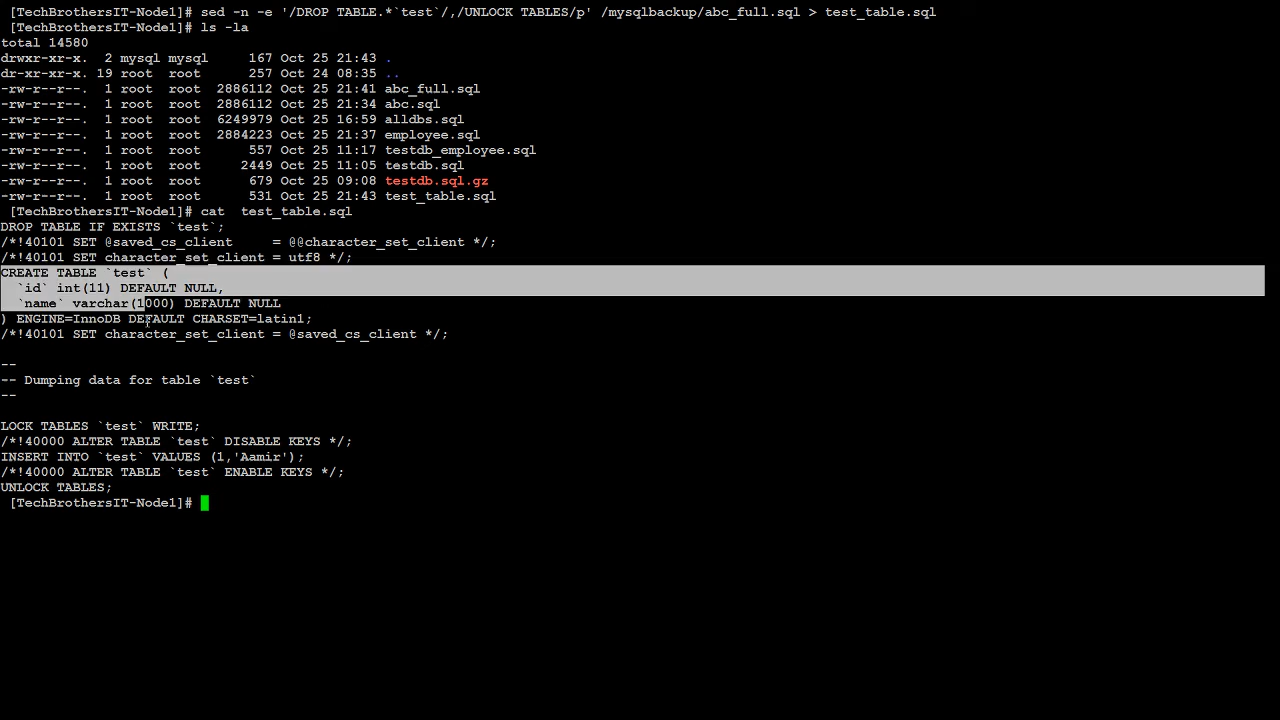 [TechBrothersIT-Node1]# sed -n -e '/DROP TABLE.*`test`/,/UNLOCK TABLES/p' /mysqlbackup/abc_full.sql > test_table.sql
[TechBrothersIT-Node1]# ls -la
total 14580
drwxr-xr-x.  2 mysql mysql     167 Oct 25 21:43 .
dr-xr-xr-x. 19 root  root      257 Oct 24 08:35 ..
-rw-r--r--.  1 root  root  2886112 Oct 25 21:41 abc_full.sql
-rw-r--r--.  1 root  root  2886112 Oct 25 21:34 abc.sql
-rw-r--r--.  1 root  root  6249979 Oct 25 16:59 alldbs.sql
-rw-r--r--.  1 root  root  2884223 Oct 25 21:37 employee.sql
-rw-r--r--.  1 root  root      557 Oct 25 11:17 testdb_employee.sql
-rw-r--r--.  1 root  root     2449 Oct 25 11:05 testdb.sql
-rw-r--r--.  1 root  root      679 Oct 25 09:08 testdb.sql.gz
-rw-r--r--.  1 root  root      531 Oct 25 21:43 test_table.sql
[TechBrothersIT-Node1]# cat  test_table.sql
DROP TABLE IF EXISTS `test`;
/*!40101 SET @saved_cs_client     = @@character_set_client */;
/*!40101 SET character_set_client = utf8 */;
CREATE TABLE `test` (
  `id` int(11) DEFAULT NULL,
  `name` varchar(1000) DEFAULT NULL
) ENGINE=InnoDB DEFAULT CHARSET=latin1;
/*!40101 SET character_set_client = @saved_cs_client */;
--
-- Dumping data for table `test`
--
LOCK TABLES `test` WRITE;
/*!40000 ALTER TABLE `test` DISABLE KEYS */;
INSERT INTO `test` VALUES (1,'Aamir');
/*!40000 ALTER TABLE `test` ENABLE KEYS */;
UNLOCK TABLES;
[TechBrothersIT-Node1]#